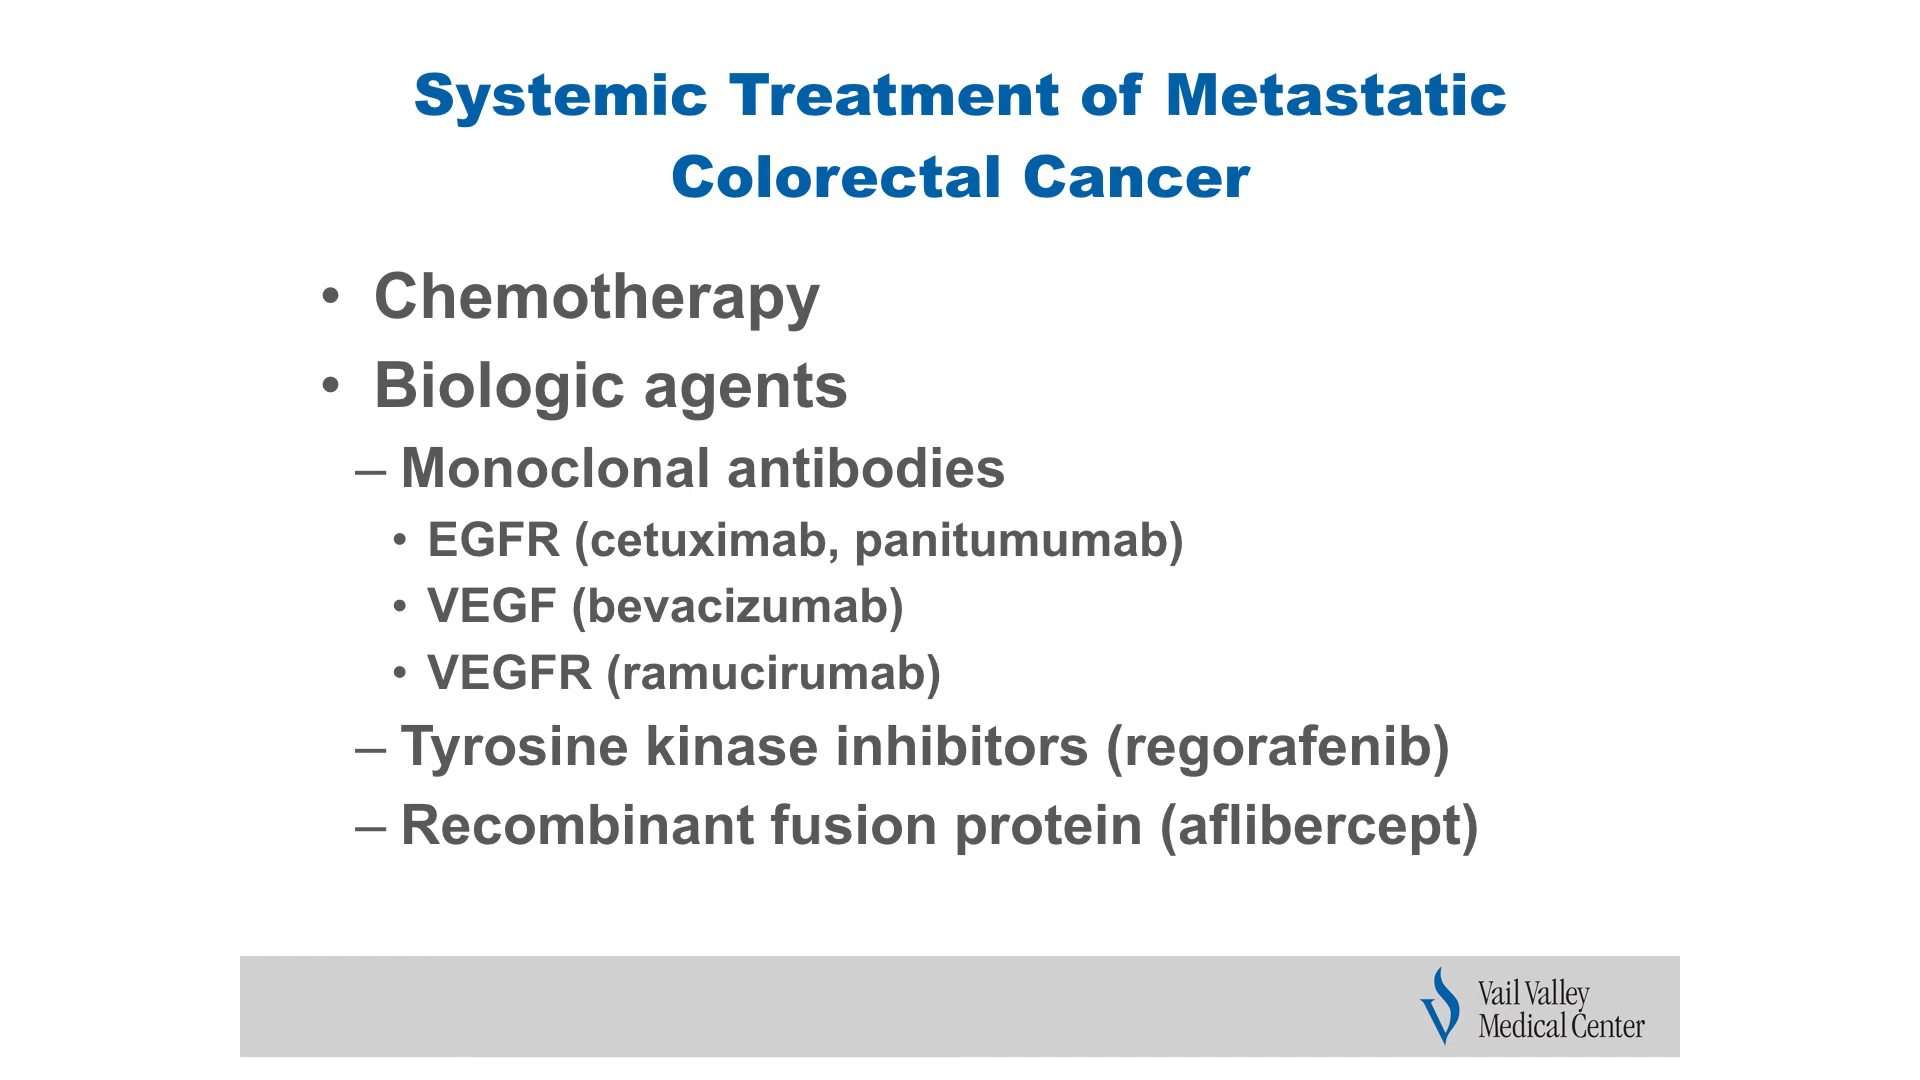 Systemic Treatment of Metastatic
Colorectal Cancer
• Chemotherapy
• Biologic agents
– Monoclonal antibodies
• EGFR (cetuximab, panitumumab)
• VEGF (bevacizumab)
• VEGFR (ramucirumab)
– Tyrosine kinase inhibitors (regorafenib)
– Recombinant fusion protein (aflibercept)
Vail Valley
Medical Center